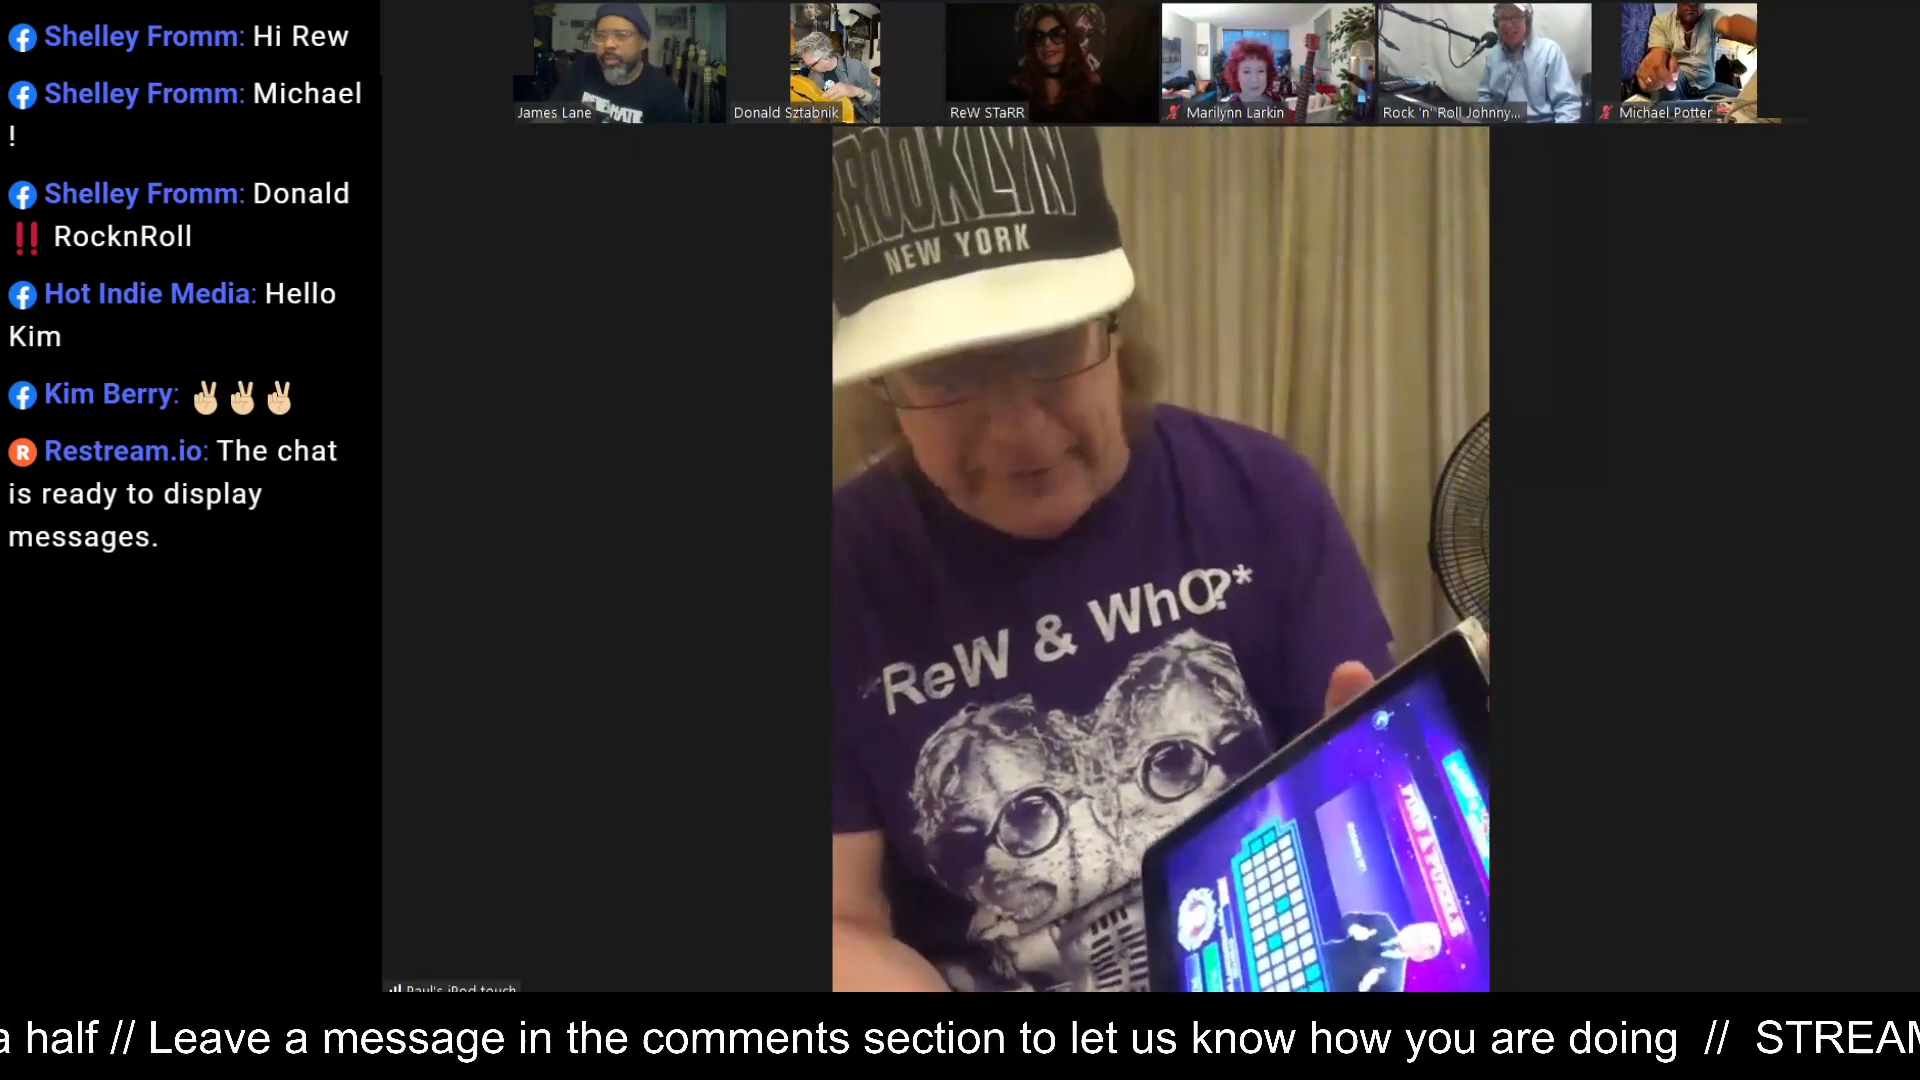 Shelley Fromm: Hi Rew
Shelley Fromm: Michael
!
Shelley Fromm: Donald
‼️ RocknRoll
Hot Indie Media: Hello
Kim
Kim Berry: ✌🏼✌🏼✌🏼
R Restream.io: The chat
is ready to display
messages.
James Lane
Donald Sztabnik
ReW STaRR
Marilynn Larkin
Rock 'n' Roll Johnny...
Michael Potter
BROOKLYN
NEW YORK
ReW & WhO?*
Paul's iPod touch
a half // Leave a message in the comments section to let us know how you are doing // STREAM